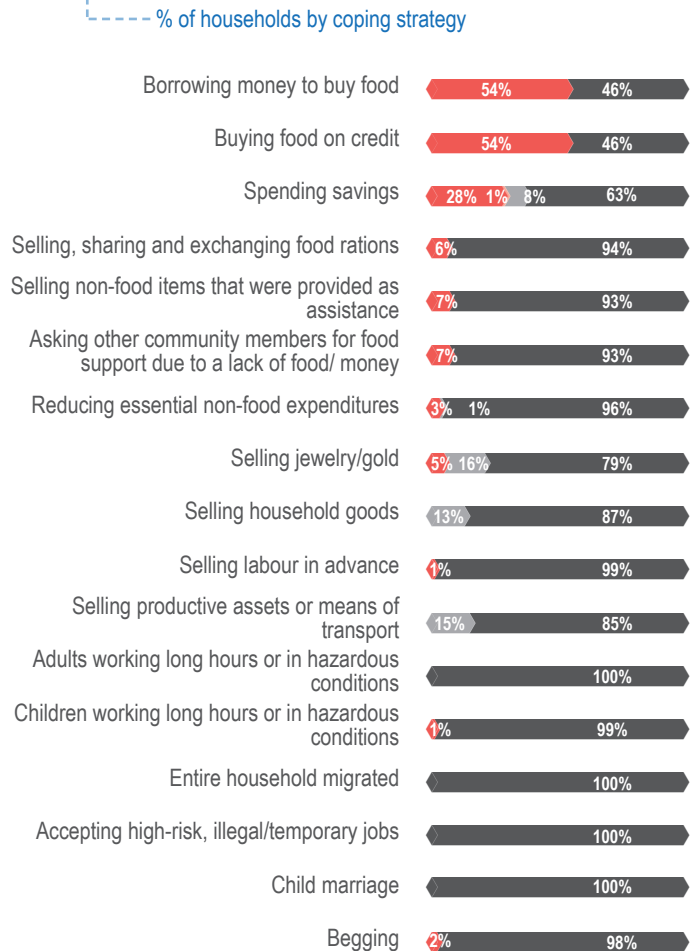 % of households by coping strategy
Borrowing money to buy food 54% 46%
Buying food on credit 54% 46%
Spending savings 28% 1% 8% 63%
Selling, sharing and exchanging food rations 6% 94%
Selling non-food items that were provided as
assistance 7% 93%
Asking other community members for food
support due to a lack of food/ money 7% 93%
Reducing essential non-food expenditures 3% 1% 96%
Selling jewelry/gold 5% 16% 79%
Selling household goods 13% 87%
Selling labour in advance 1% 99%
Selling productive assets or means of
transport 15% 85%
Adults working long hours or in hazardous
conditions 100%
Children working long hours or in hazardous
conditions 1% 99%
Entire household migrated 100%
Accepting high-risk, illegal/temporary jobs 100%
Child marriage 100%
Begging 2% 98%